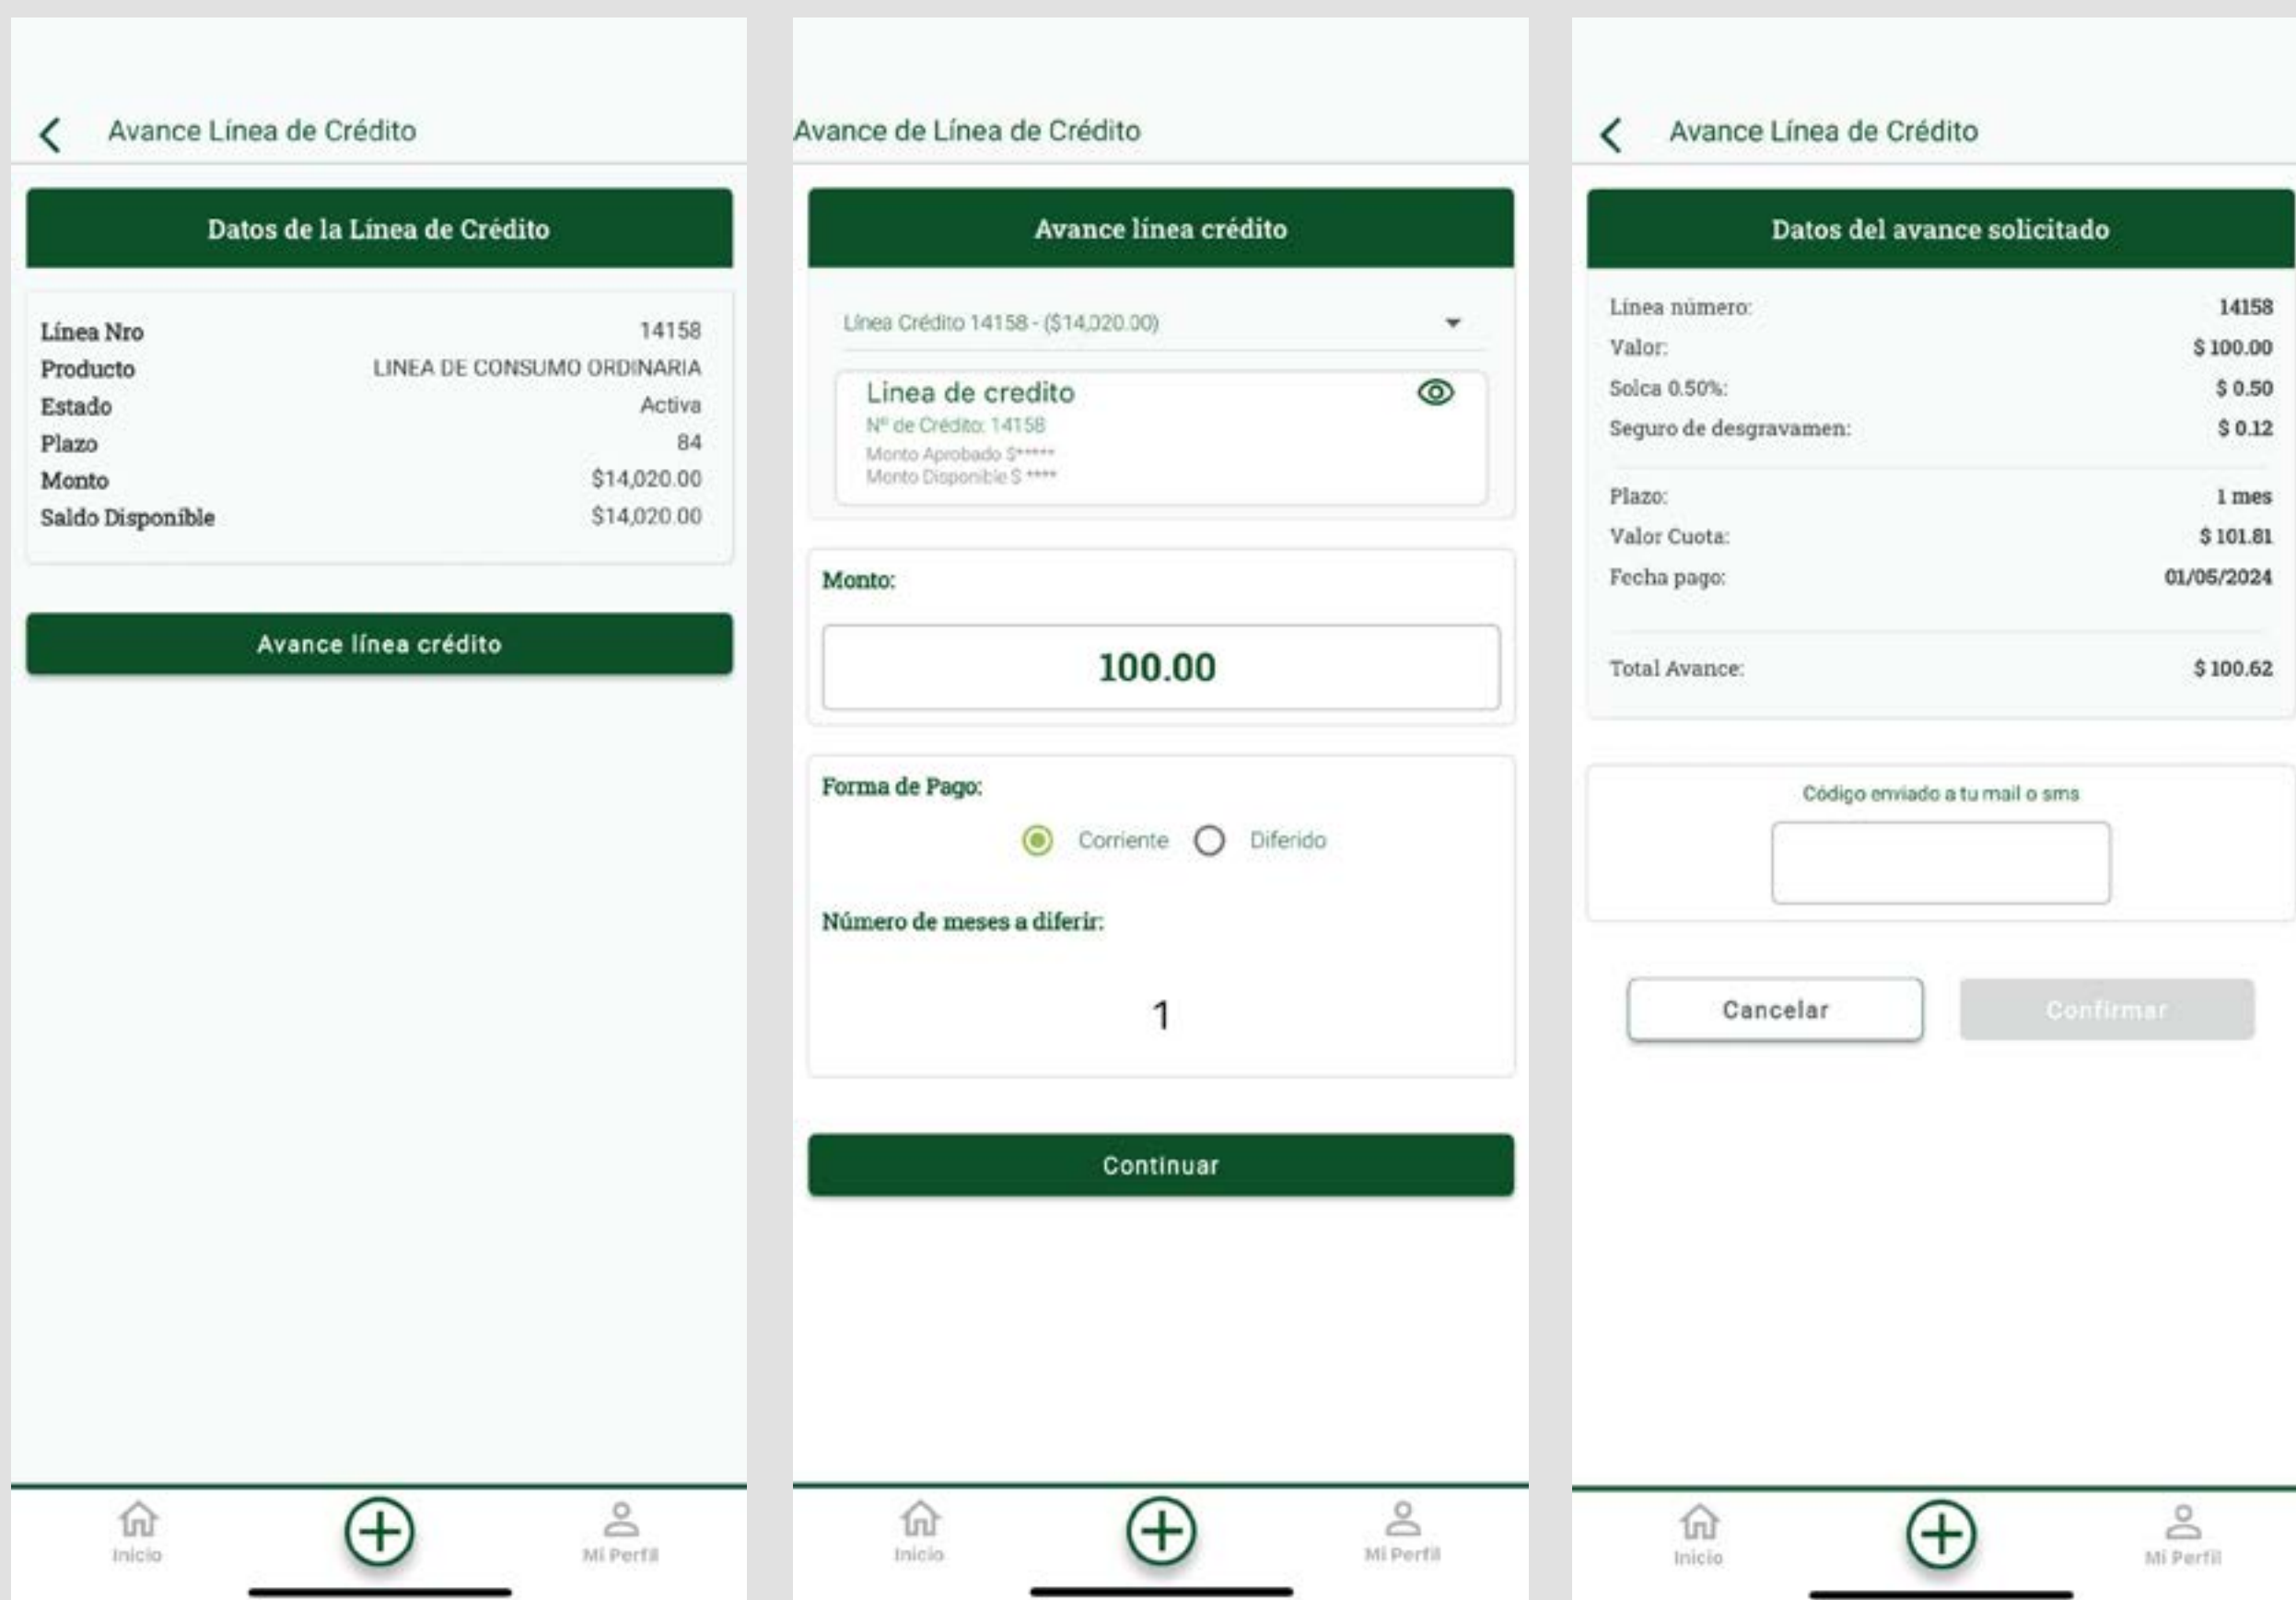 Avance Línea de Crédito
Datos de la Línea de Crédito
Línea Nro 14158
Producto LINEA DE CONSUMO ORDINARIA
Estado Activa
Plazo 84
Monto $14,020.00
Saldo Disponible $14,020.00
Avance línea crédito
Inicio
Mi Perfil
Avance de Línea de Crédito
Avance línea crédito
Línea Crédito 14158 - ($14,020.00)
Linea de credito
Nº de Crédito: 14158
Monto Aprobado $*****
Monto Disponible $ ****
Monto:
100.00
Forma de Pago:
Corriente Diferido
Número de meses a diferir:
1
Continuar
Inicio
Mi Perfil
Avance Línea de Crédito
Datos del avance solicitado
Línea número: 14158
Valor: $ 100.00
Solca 0.50%: $ 0.50
Seguro de desgravamen: $ 0.12
Plazo: 1 mes
Valor Cuota: $ 101.81
Fecha pago: 01/05/2024
Total Avance: $ 100.62
Código enviado a tu mail o sms
Cancelar Confirmar
Inicio
Mi Perfil